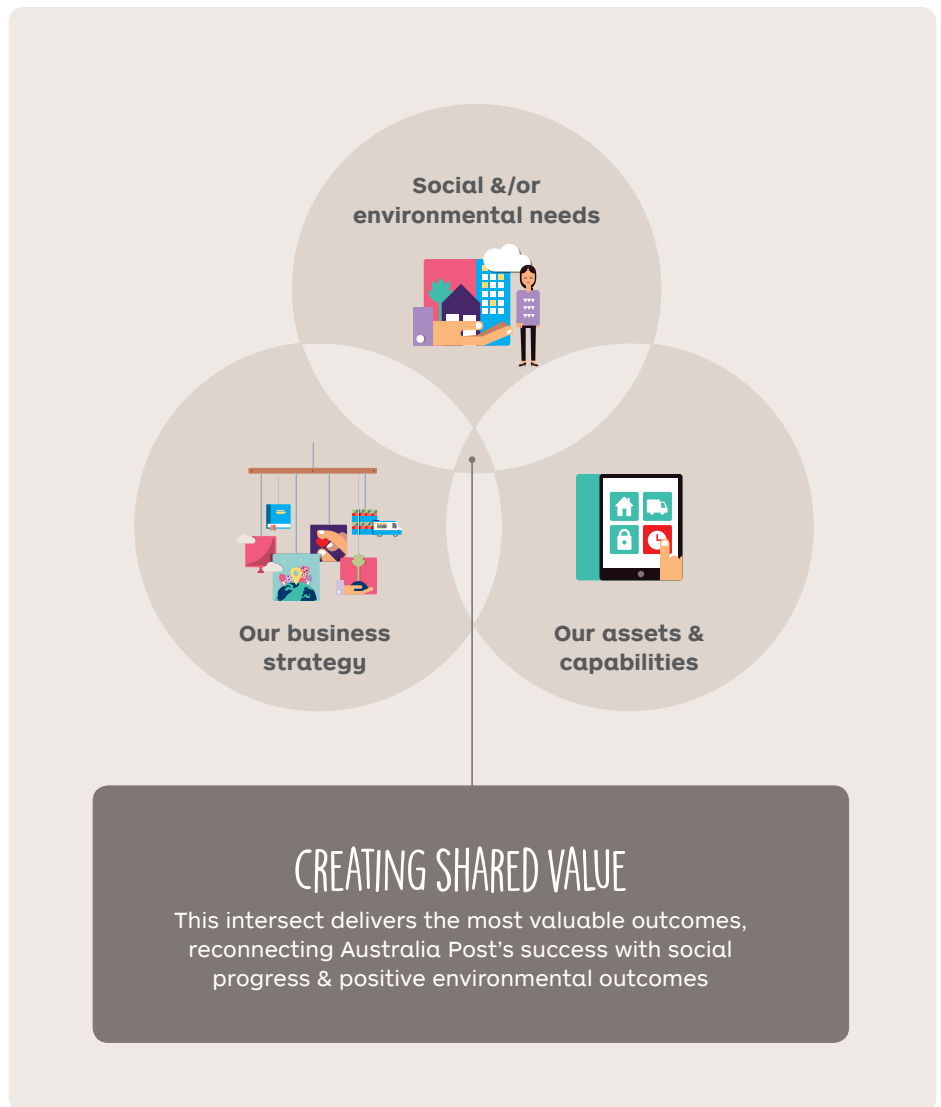 Social &/or
environmental needs
Our business
strategy
Our assets &
capabilities
CREATING SHARED VALUE
This intersect delivers the most valuable outcomes,
reconnecting Australia Post’s success with social
progress & positive environmental outcomes